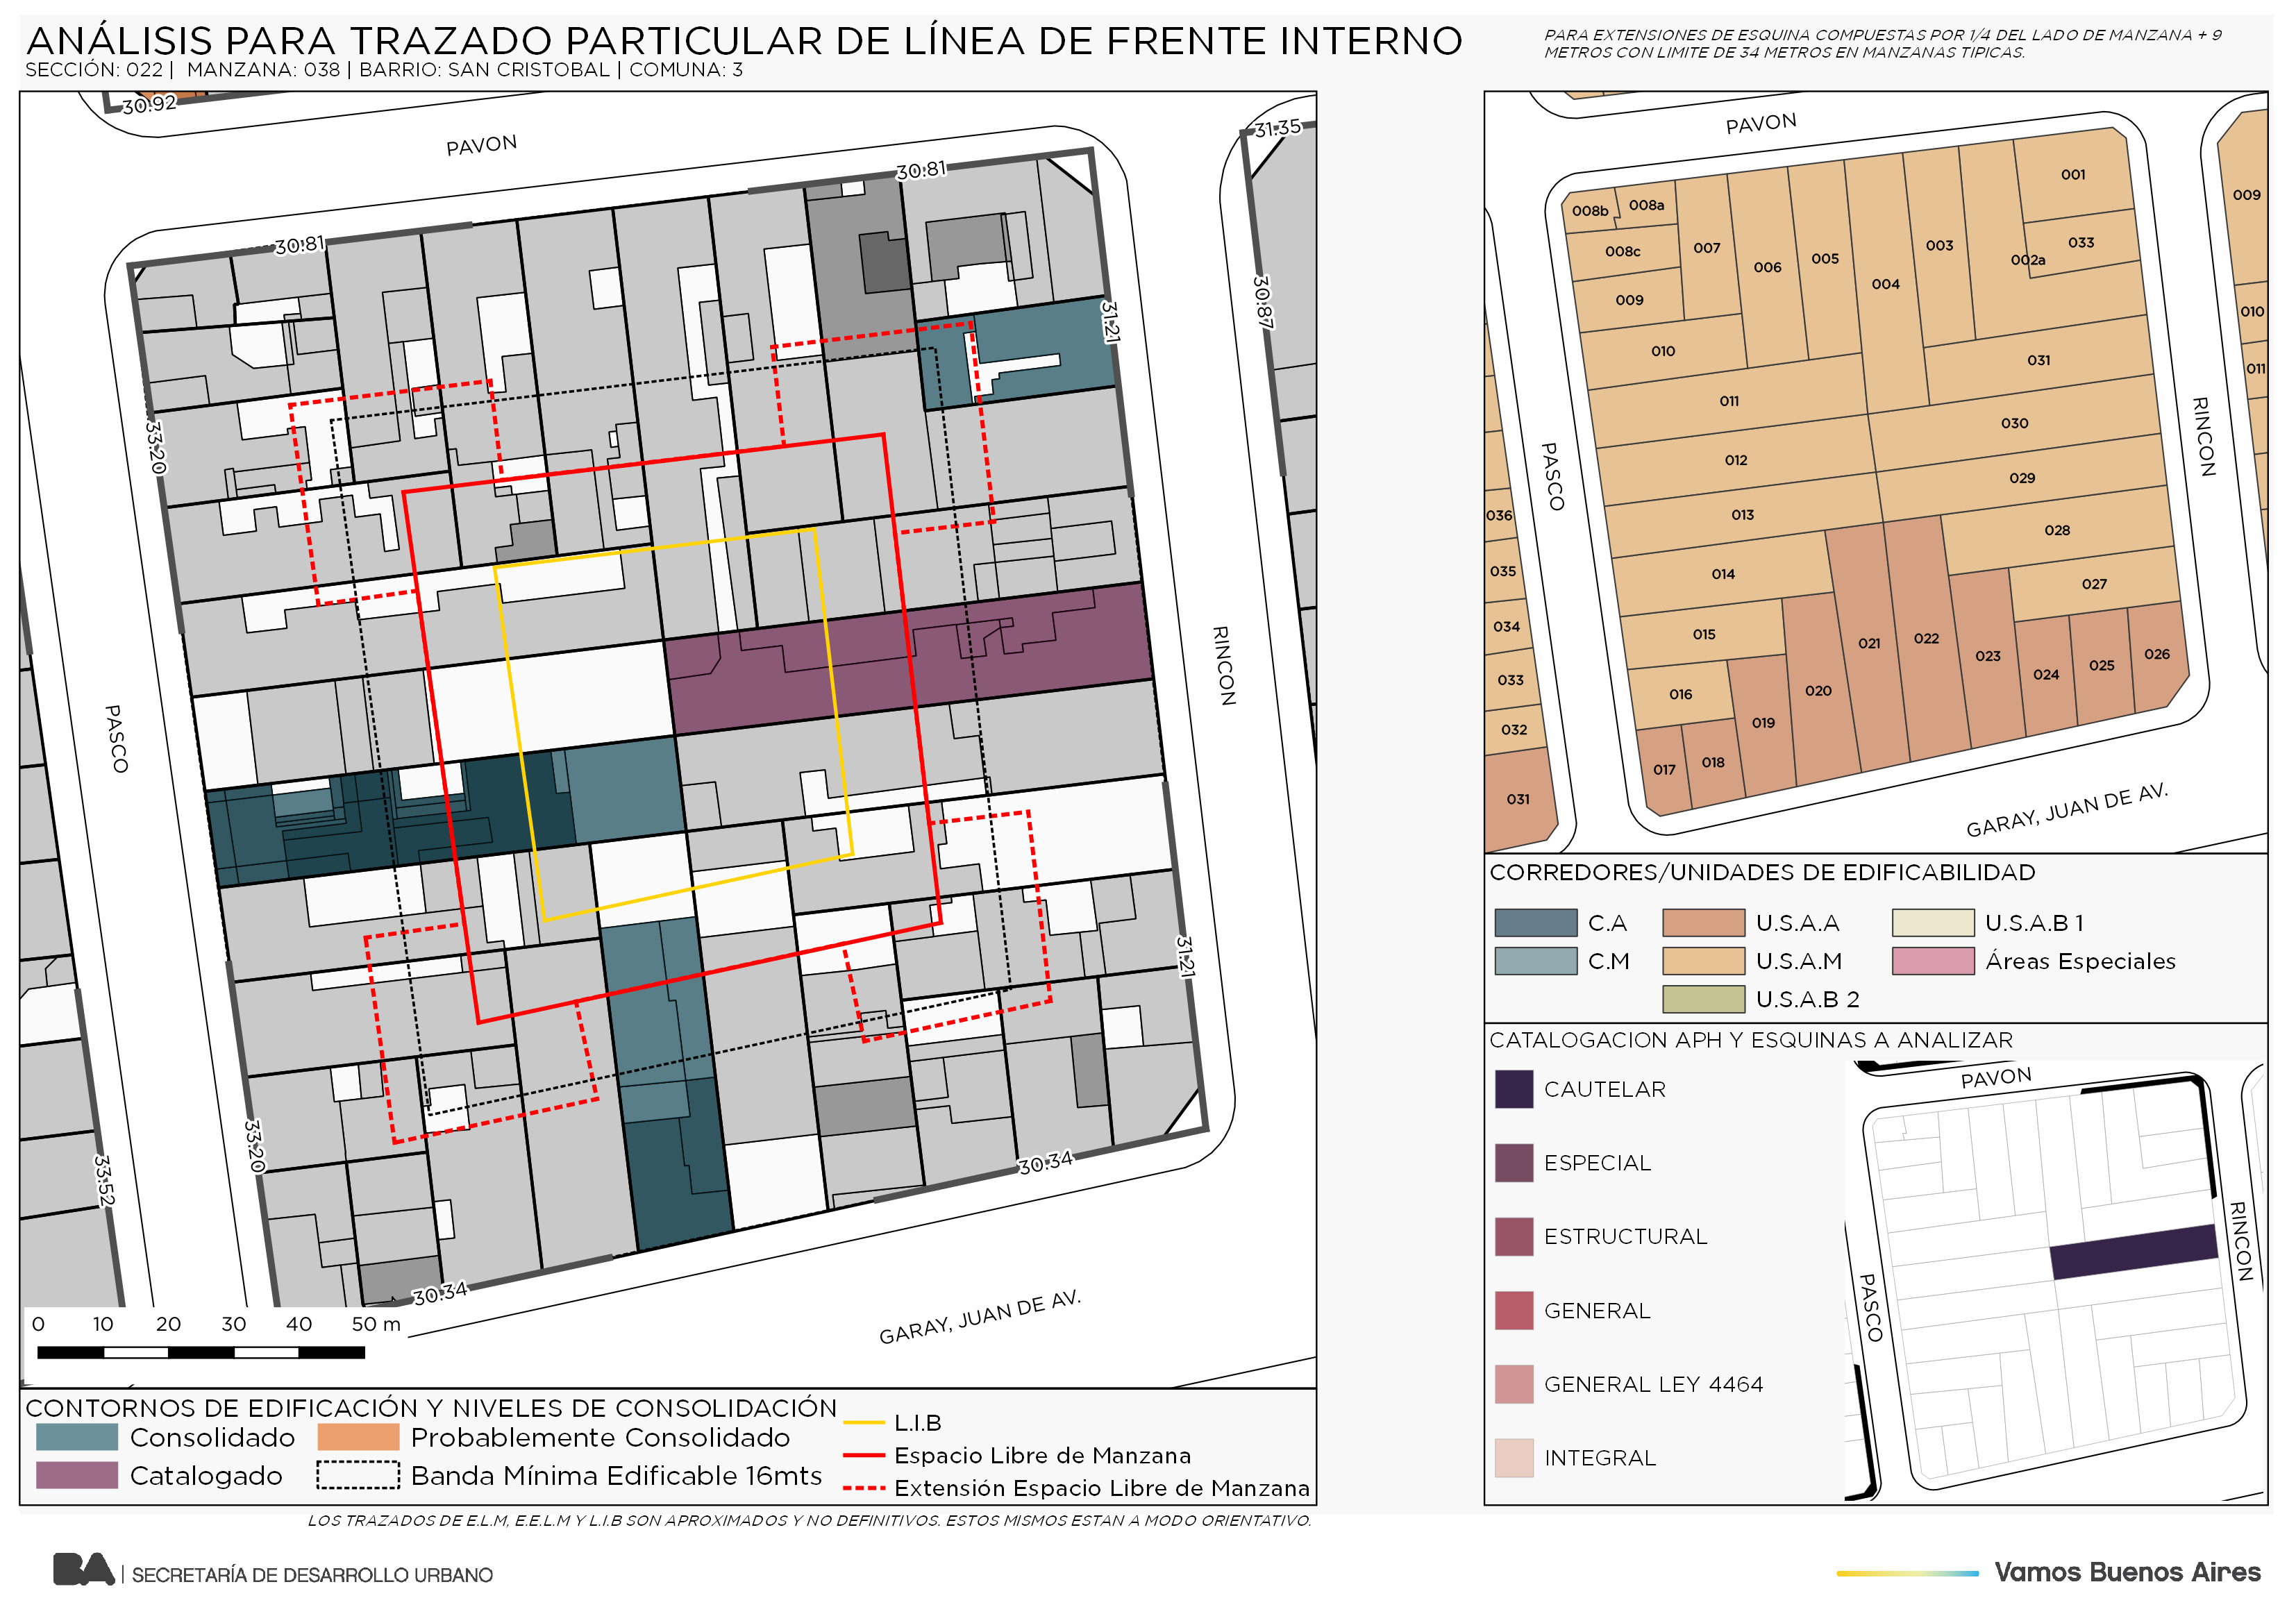 ANÁLISIS PARA TRAZADO PARTICULAR DE LÍNEA DE FRENTE INTERNO
SECCIÓN: 022 | MANZANA: 038 | BARRIO: SAN CRISTOBAL | COMUNA: 3
PARA EXTENSIONES DE ESQUINA COMPUESTAS POR 1/4 DEL LADO DE MANZANA + 9
METROS CON LIMITE DE 34 METROS EN MANZANAS TIPICAS.
30.92
PAVON
31.35
30.81
30.81
31.21
30.87
33.20
RINCON
PASCO
31.21
33.20
33.52
30.34
30.34
GARAY, JUAN DE AV.
0 10 20 30 40 50 m
CONTORNOS DE EDIFICACIÓN Y NIVELES DE CONSOLIDACIÓN
Consolidado
Probablemente Consolidado
Catalogado
Banda Mínima Edificable 16mts
L.I.B
Espacio Libre de Manzana
Extensión Espacio Libre de Manzana
LOS TRAZADOS DE E.L.M, E.E.L.M Y L.I.B SON APROXIMADOS Y NO DEFINITIVOS. ESTOS MISMOS ESTAN A MODO ORIENTATIVO.
PAVON
001
009
008b
008a
033
008c
007
003
002a
006
005
004
009
010
010
031
011
011
030
012
029
036
013
028
014
035
027
034
015
021
022
023
026
025
024
033
016
020
019
032
018
017
031
PASCO
RINCON
GARAY, JUAN DE AV.
CORREDORES/UNIDADES DE EDIFICABILIDAD
C.A
U.S.A.A
U.S.A.B 1
C.M
U.S.A.M
Áreas Especiales
U.S.A.B 2
CATALOGACION APH Y ESQUINAS A ANALIZAR
CAUTELAR
ESPECIAL
ESTRUCTURAL
GENERAL
GENERAL LEY 4464
INTEGRAL
PAVON
RINCON
PASCO
BA | SECRETARÍA DE DESARROLLO URBANO
Vamos Buenos Aires